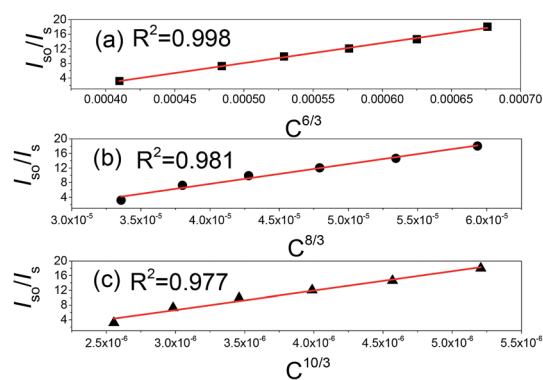 (a) R²=0.998
I_so/I_s
20
16
12
8
4
0.00040 0.00045 0.00050 0.00055 0.00060 0.00065 0.00070
C^6/3
(b) R²=0.981
I_so/I_s
20
16
12
8
4
3.0x10⁻⁵ 3.5x10⁻⁵ 4.0x10⁻⁵ 4.5x10⁻⁵ 5.0x10⁻⁵ 5.5x10⁻⁵ 6.0x10⁻⁵
C^8/3
(c) R²=0.977
I_so/I_s
20
16
12
8
4
2.5x10⁻⁶ 3.0x10⁻⁶ 3.5x10⁻⁶ 4.0x10⁻⁶ 4.5x10⁻⁶ 5.0x10⁻⁶ 5.5x10⁻⁶
C^10/3